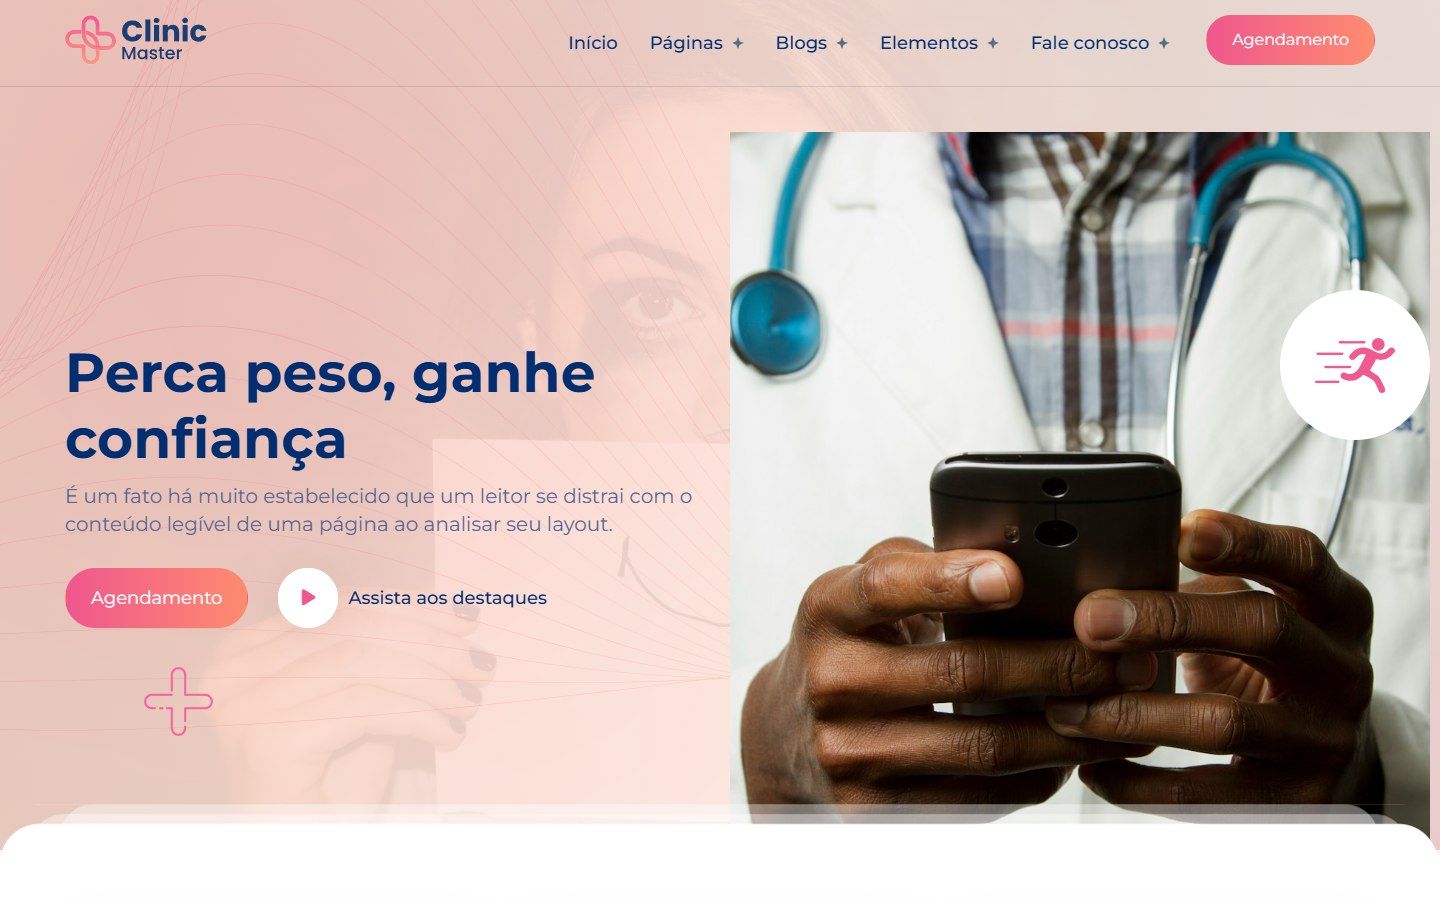 Clinic
Master
Início
Páginas
Blogs
Elementos
Fale conosco
Agendamento
Perca peso, ganhe
confiança
É um fato há muito estabelecido que um leitor se distrai com o
conteúdo legível de uma página ao analisar seu layout.
Agendamento
Assista aos destaques